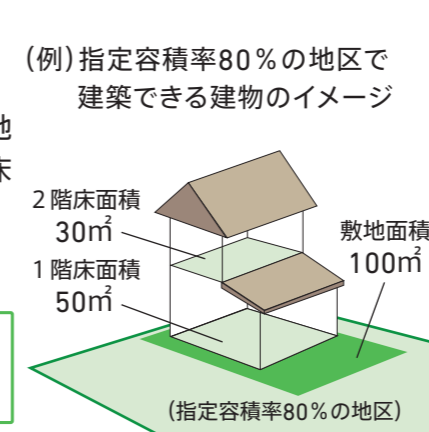 (例)指定容積率80%の地区で
建築できる建物のイメージ
地
床
2階床面積
30㎡
1階床面積
50㎡
敷地面積
100㎡
(指定容積率80%の地区)